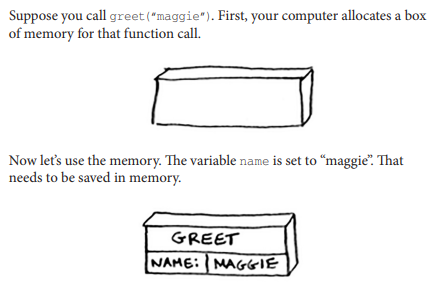 Suppose you call greet("maggie"). First, your computer allocates a box
of memory for that function call.
Now let's use the memory. The variable name is set to "maggie". That
needs to be saved in memory.
GREET
NAME: MAGGIE